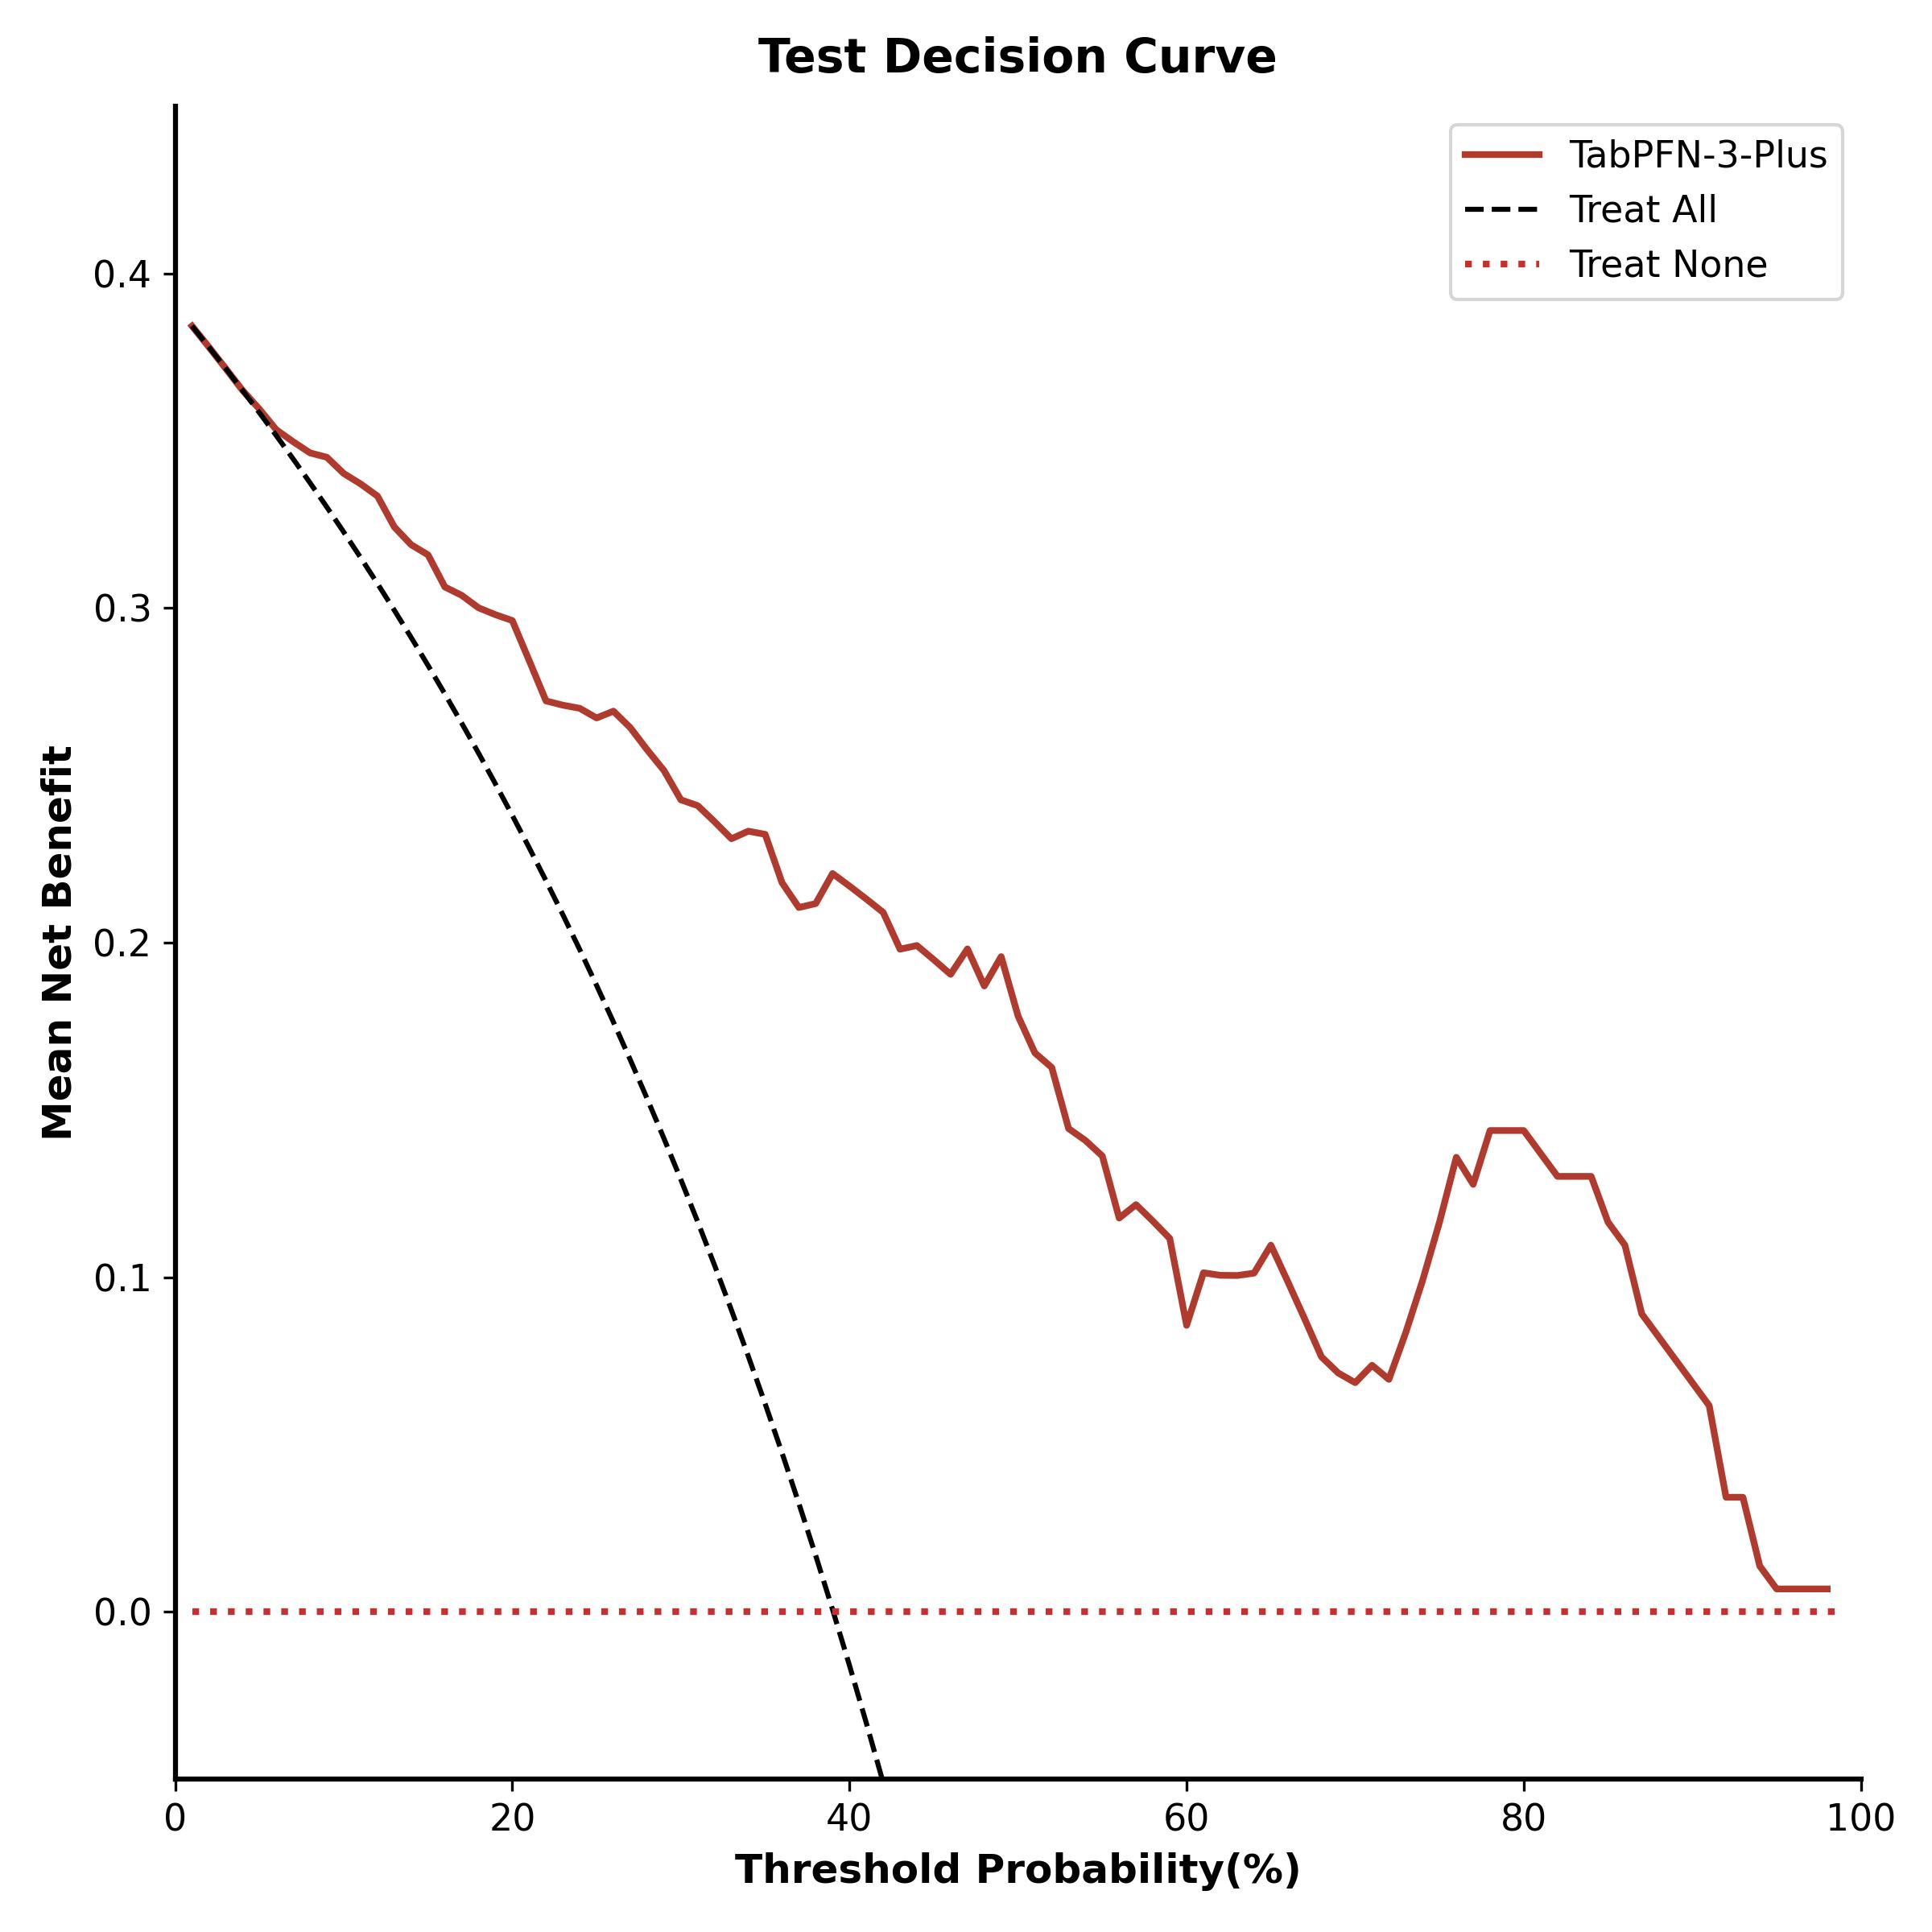 Test Decision Curve
TabPFN-3-Plus
Treat All
Treat None
Mean Net Benefit
0.4
0.3
0.2
0.1
0.0
0
20
40
60
80
100
Threshold Probability(%)